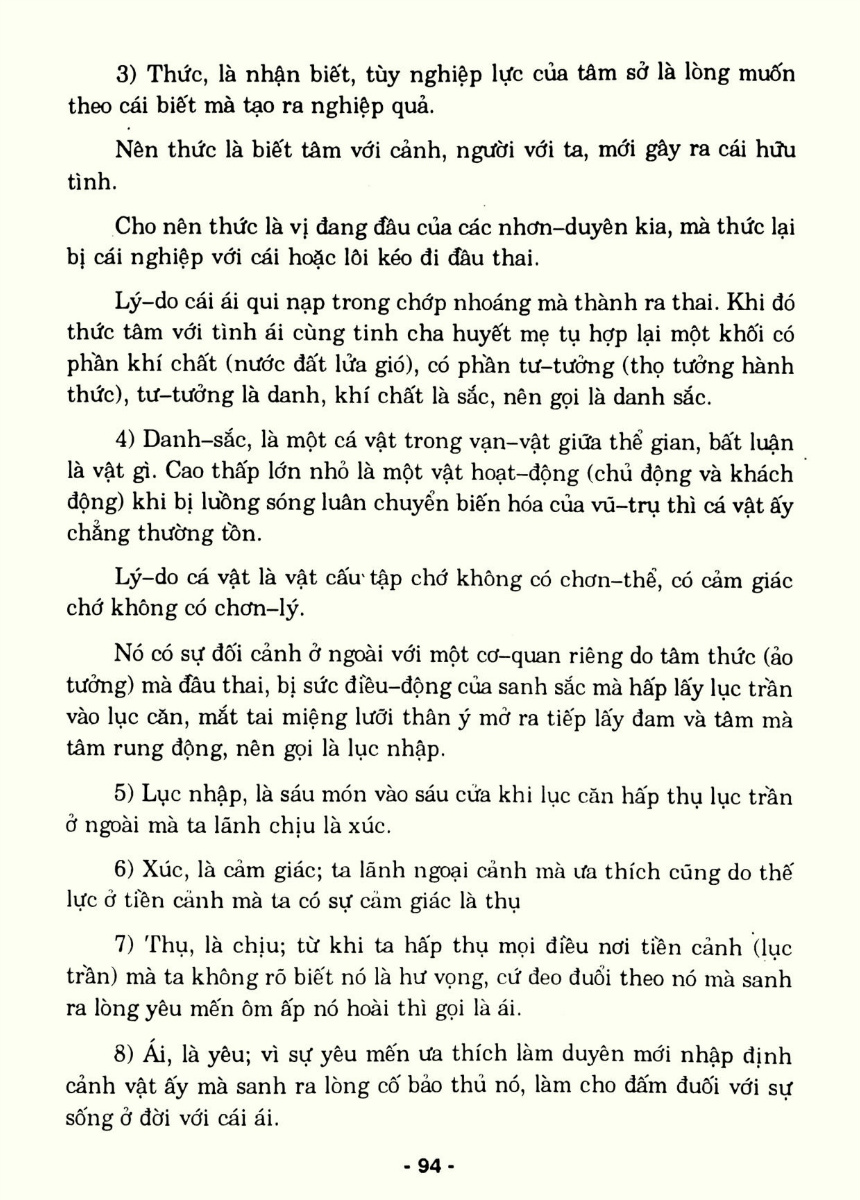 3) Thức, là nhận biết, tùy nghiệp lực của tâm sở là lòng muốn
theo cái biết mà tạo ra nghiệp quả.
Nên thức là biết tâm với cảnh, người với ta, mới gây ra cái hữu
tình.
Cho nên thức là vị đang đầu của các nhơn–duyên kia, mà thức lại
bị cái nghiệp với cái hoặc lôi kéo đi đầu thai.
Lý–do cái ái qui nạp trong chớp nhoáng mà thành ra thai. Khi đó
thức tâm với tình ái cùng tinh cha huyết mẹ tụ hợp lại một khối có
phần khí chất (nước đất lửa gió), có phần tư–tưởng (thọ tưởng hành
thức), tư–tưởng là danh, khí chất là sắc, nên gọi là danh sắc.
4) Danh–sắc, là một cá vật trong vạn–vật giữa thể gian, bất luận
là vật gì. Cao thấp lớn nhỏ là một vật hoạt–động (chủ động và khách
động) khi bị luồng sóng luân chuyển biến hóa của vũ–trụ thì cá vật ấy
chẳng thường tồn.
Lý–do cá vật là vật cấu tập chớ không có chơn–thể, có cảm giác
chớ không có chơn–lý.
Nó có sự đối cảnh ở ngoài với một cơ–quan riêng do tâm thức (ảo
tưởng) mà đầu thai, bị sức điều–động của sanh sắc mà hấp lấy lục trần
vào lục căn, mắt tai miệng lưỡi thân ý mở ra tiếp lấy đam và tâm mà
tâm rung động, nên gọi là lục nhập.
5) Lục nhập, là sáu món vào sáu cửa khi lục căn hấp thụ lục trần
ở ngoài mà ta lãnh chịu là xúc.
6) Xúc, là cảm giác; ta lãnh ngoại cảnh mà ưa thích cũng do thế
lực ở tiền cảnh mà ta có sự cảm giác là thụ
7) Thụ, là chịu; từ khi ta hấp thụ mọi điều nơi tiền cảnh (lục
trần) mà ta không rõ biết nó là hư vọng, cứ đeo đuổi theo nó mà sanh
ra lòng yêu mến ôm ấp nó hoài thì gọi là ái.
8) Ái, là yêu; vì sự yêu mến ưa thích làm duyên mới nhập định
cảnh vật ấy mà sanh ra lòng cố bảo thủ nó, làm cho đấm đuối với sự
sống ở đời với cái ái.
- 94 -